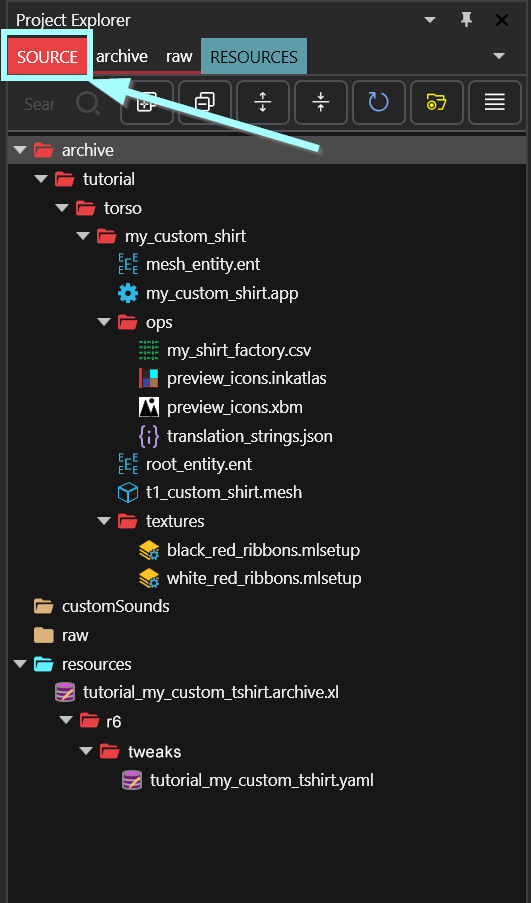 Project Explorer
SOURCE archive raw RESOURCES
Sear
archive
tutorial
torso
my_custom_shirt
mesh_entity.ent
my_custom_shirt.app
ops
my_shirt_factory.csv
preview_icons.inkatlas
preview_icons.xbm
translation_strings.json
root_entity.ent
t1_custom_shirt.mesh
textures
black_red_ribbons.mlsetup
white_red_ribbons.mlsetup
customSounds
raw
resources
tutorial_my_custom_tshirt.archive.xl
r6
tweaks
tutorial_my_custom_tshirt.yaml